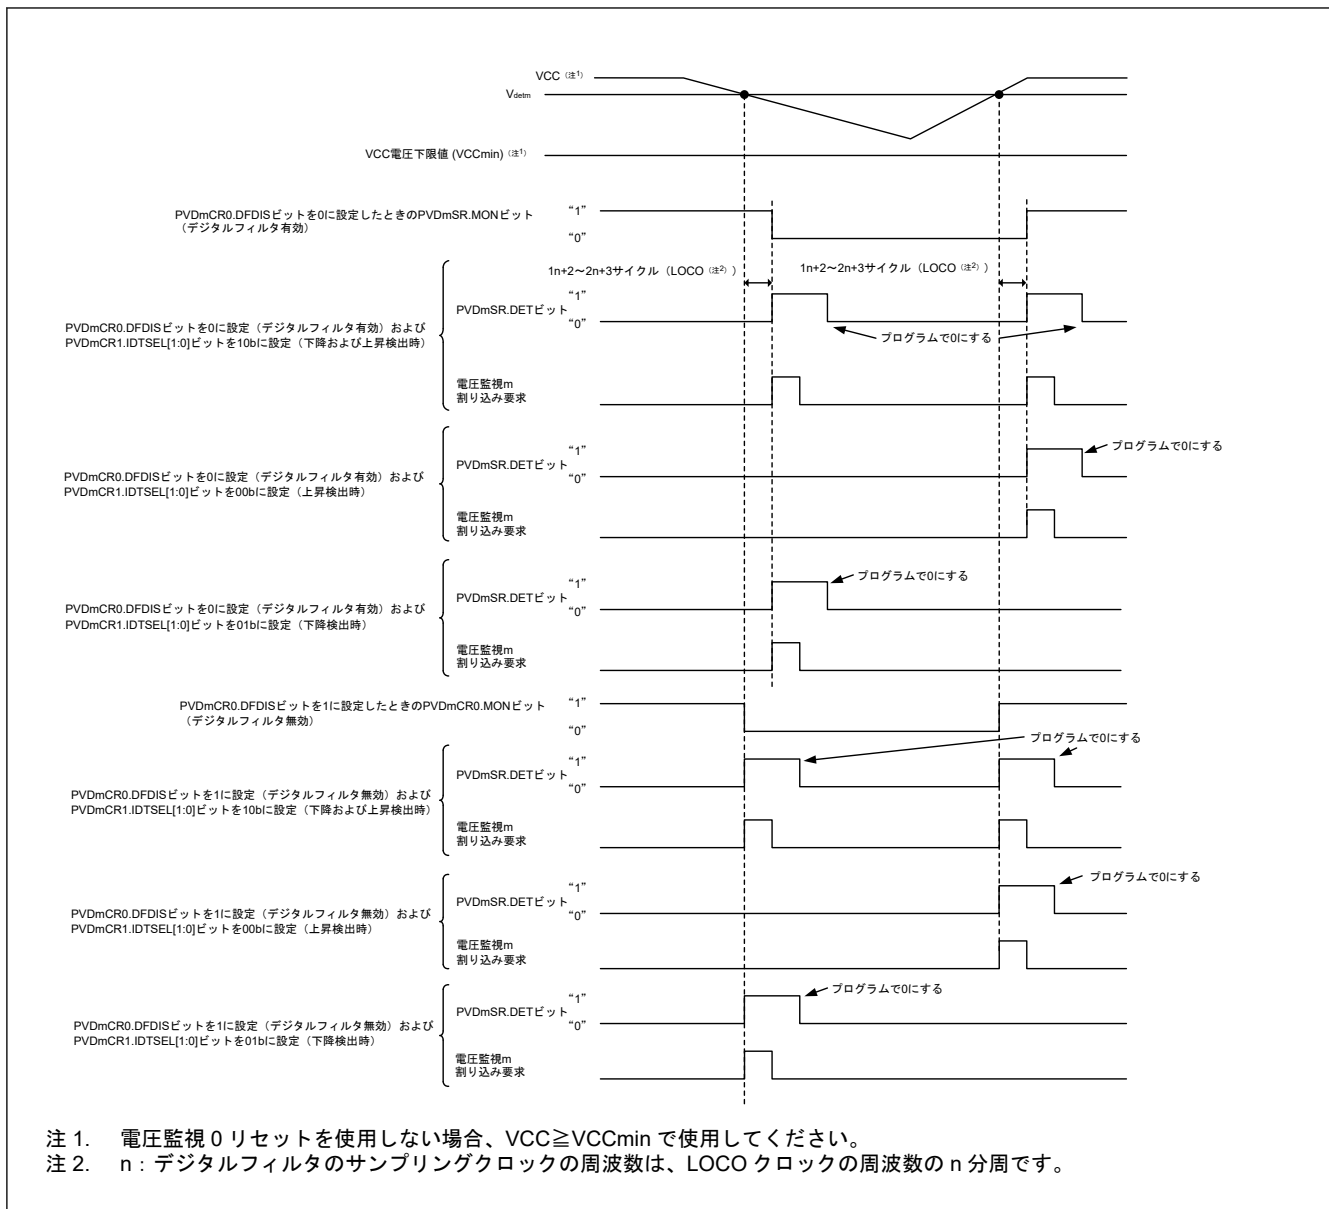 VCC（注1）
Vdetm
VCC電圧下限値 (VCCmin)（注1）
PVDmCR0.DFDISビットを0に設定したときのPVDmSR.MONビット
（デジタルフィルタ有効）
“1”
“0”
1n+2～2n+3サイクル（LOCO（注2））
1n+2～2n+3サイクル（LOCO（注2））
PVDmCR0.DFDISビットを0に設定（デジタルフィルタ有効）および
PVDmCR1.IDTSEL[1:0]ビットを10bに設定（下降および上昇検出時）
PVDmSR.DETビット
“1”
“0”
プログラムで0にする
電圧監視m
割り込み要求
PVDmCR0.DFDISビットを0に設定（デジタルフィルタ有効）および
PVDmCR1.IDTSEL[1:0]ビットを00bに設定（上昇検出時）
PVDmSR.DETビット
“1”
“0”
プログラムで0にする
電圧監視m
割り込み要求
PVDmCR0.DFDISビットを0に設定（デジタルフィルタ有効）および
PVDmCR1.IDTSEL[1:0]ビットを01bに設定（下降検出時）
PVDmSR.DETビット
“1”
“0”
プログラムで0にする
電圧監視m
割り込み要求
PVDmCR0.DFDISビットを1に設定したときのPVDmCR0.MONビット
（デジタルフィルタ無効）
“1”
“0”
プログラムで0にする
PVDmCR0.DFDISビットを1に設定（デジタルフィルタ無効）および
PVDmCR1.IDTSEL[1:0]ビットを10bに設定（下降および上昇検出時）
PVDmSR.DETビット
“1”
“0”
電圧監視m
割り込み要求
PVDmCR0.DFDISビットを1に設定（デジタルフィルタ無効）および
PVDmCR1.IDTSEL[1:0]ビットを00bに設定（上昇検出時）
PVDmSR.DETビット
“1”
“0”
プログラムで0にする
電圧監視m
割り込み要求
PVDmCR0.DFDISビットを1に設定（デジタルフィルタ無効）および
PVDmCR1.IDTSEL[1:0]ビットを01bに設定（下降検出時）
PVDmSR.DETビット
“1”
“0”
プログラムで0にする
電圧監視m
割り込み要求
注 1. 電圧監視 0 リセットを使用しない場合、VCC≧VCCmin で使用してください。
注 2. n：デジタルフィルタのサンプリングクロックの周波数は、LOCO クロックの周波数の n 分周です。